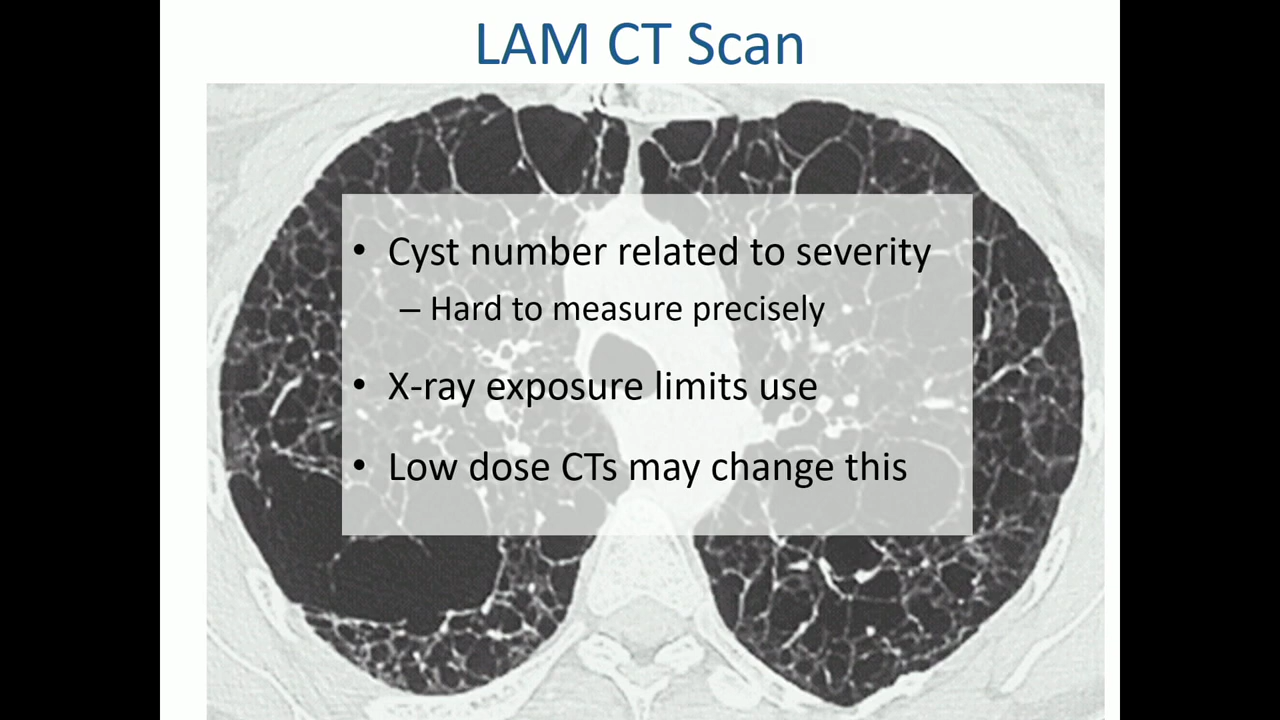 LAM CT Scan
• Cyst number related to severity
– Hard to measure precisely
• X-ray exposure limits use
• Low dose CTs may change this